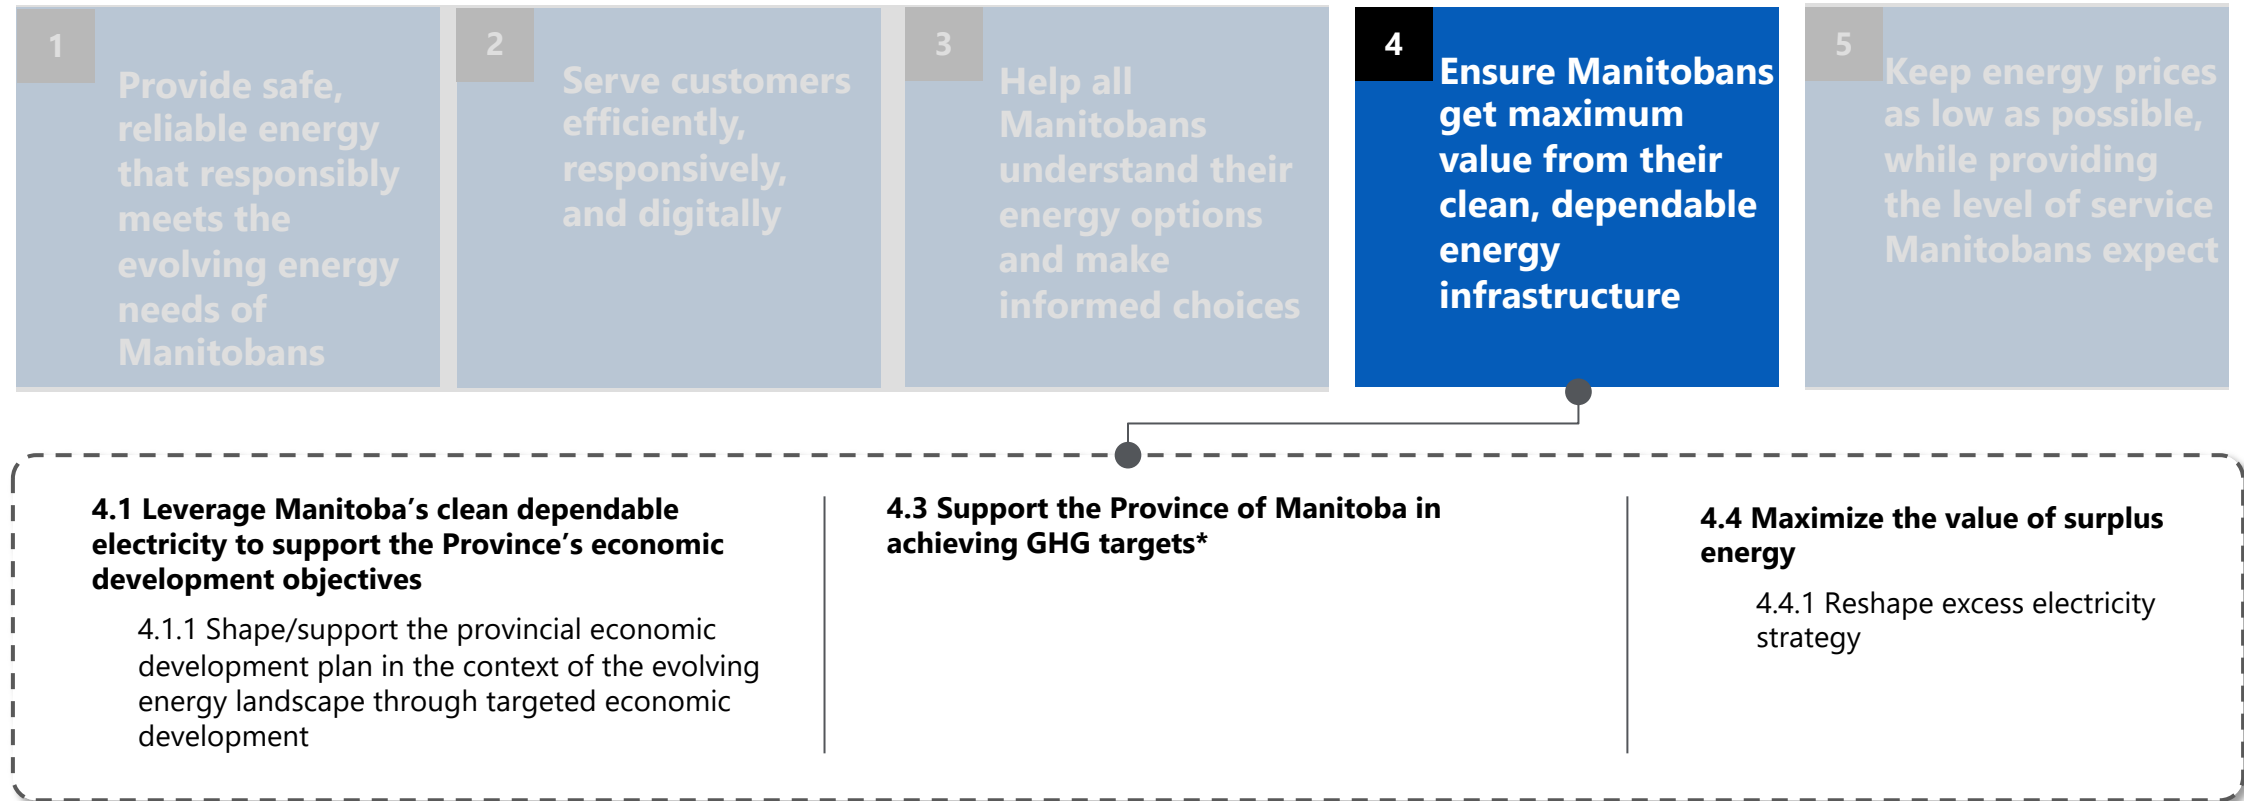 1
Provide safe,
reliable energy
that responsibly
meets the
evolving energy
needs of
Manitobans
2
Serve customers
efficiently,
responsively,
and digitally
3
Help all
Manitobans
understand their
energy options
and make
informed choices
4
Ensure Manitobans
get maximum
value from their
clean, dependable
energy
infrastructure
5
Keep energy prices
as low as possible,
while providing
the level of service
Manitobans expect
4.1 Leverage Manitoba’s clean dependable
electricity to support the Province’s economic
development objectives
4.1.1 Shape/support the provincial economic
development plan in the context of the evolving
energy landscape through targeted economic
development
4.3 Support the Province of Manitoba in
achieving GHG targets*
4.4 Maximize the value of surplus
energy
4.4.1 Reshape excess electricity
strategy